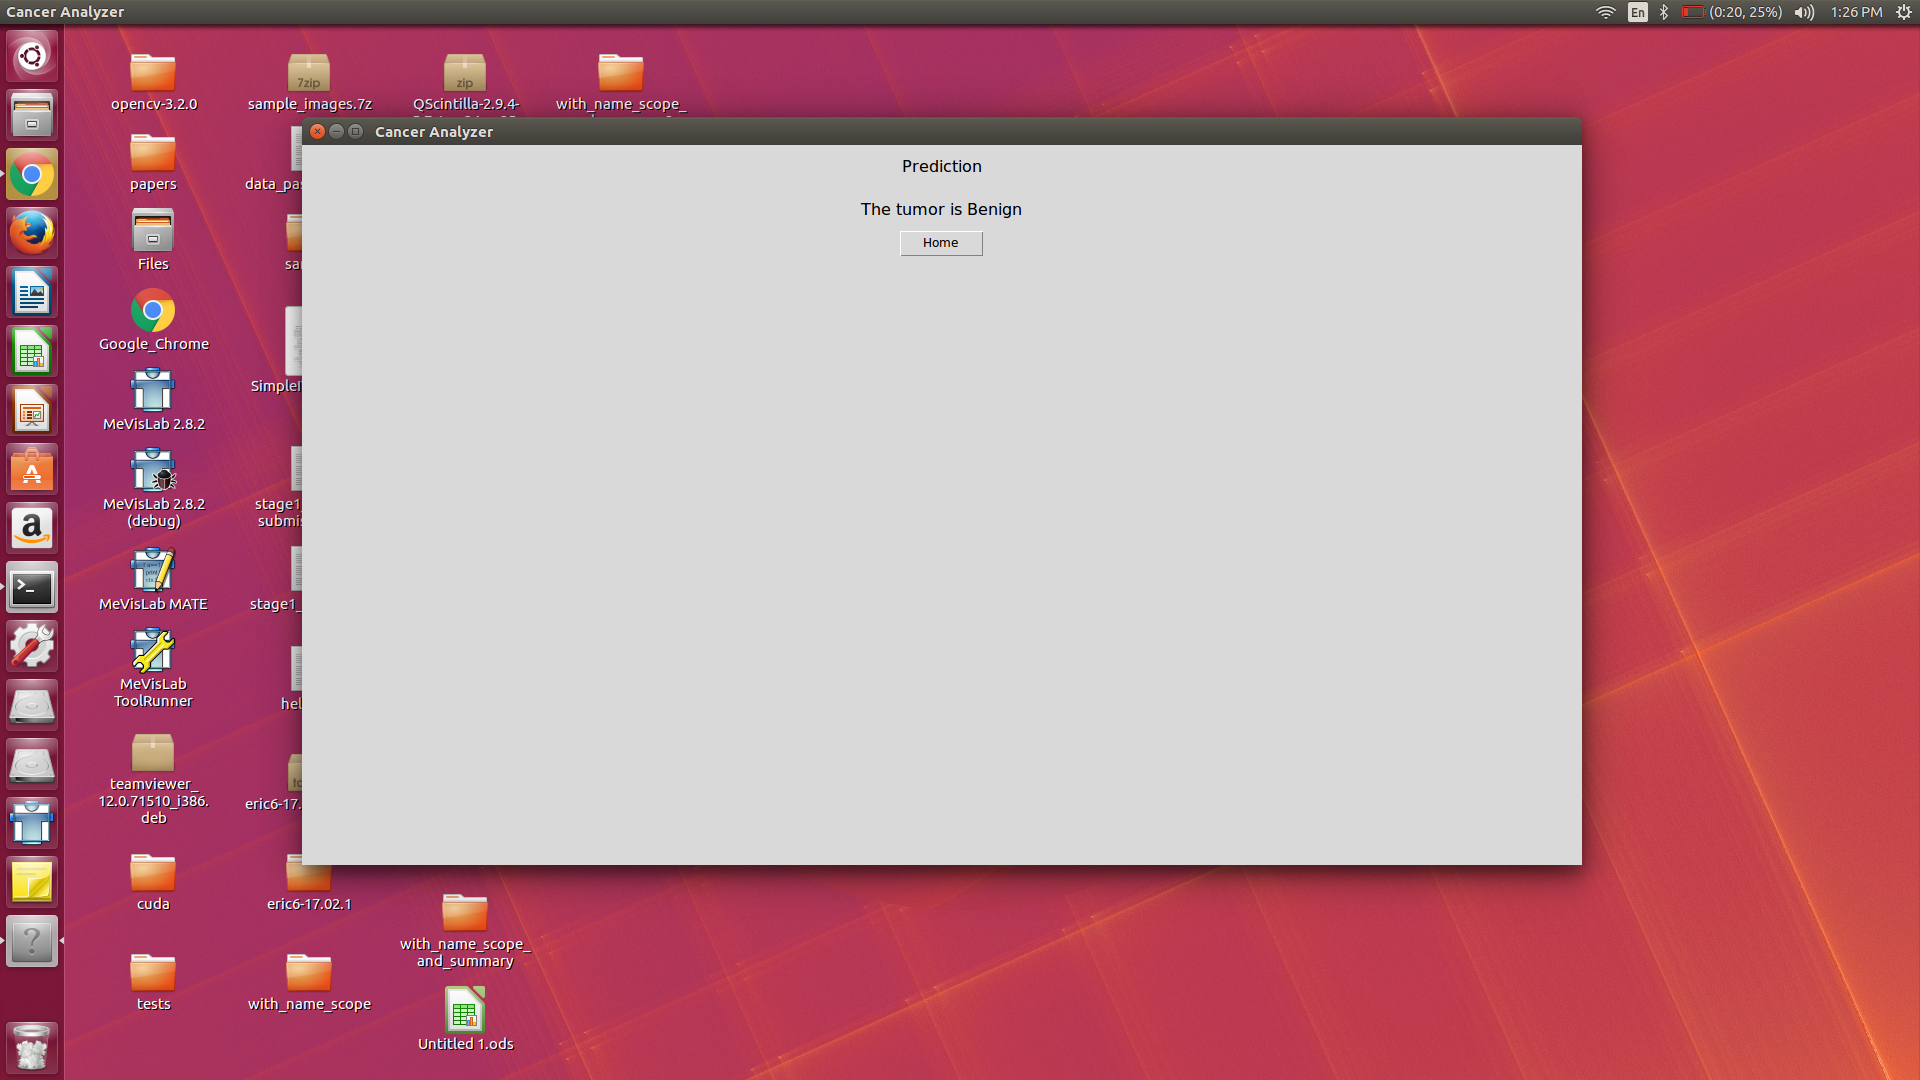 Cancer Analyzer
En
(0:20, 25%)
1:26 PM
opencv-3.2.0
7zip
sample_images.7z
zip
QScintilla-2.9.4-
with_name_scope_
papers
Files
Google_Chrome
MeVisLab 2.8.2
MeVisLab 2.8.2
(debug)
MeVisLab MATE
MeVisLab
ToolRunner
teamviewer_
12.0.71510_i386.
deb
cuda
tests
data_pa
sa
Simple
stage1
submi
stage1_
hel
eric6-17.
eric6-17.02.1
with_name_scope
with_name_scope_
and_summary
Untitled 1.ods
Cancer Analyzer
Prediction
The tumor is Benign
Home